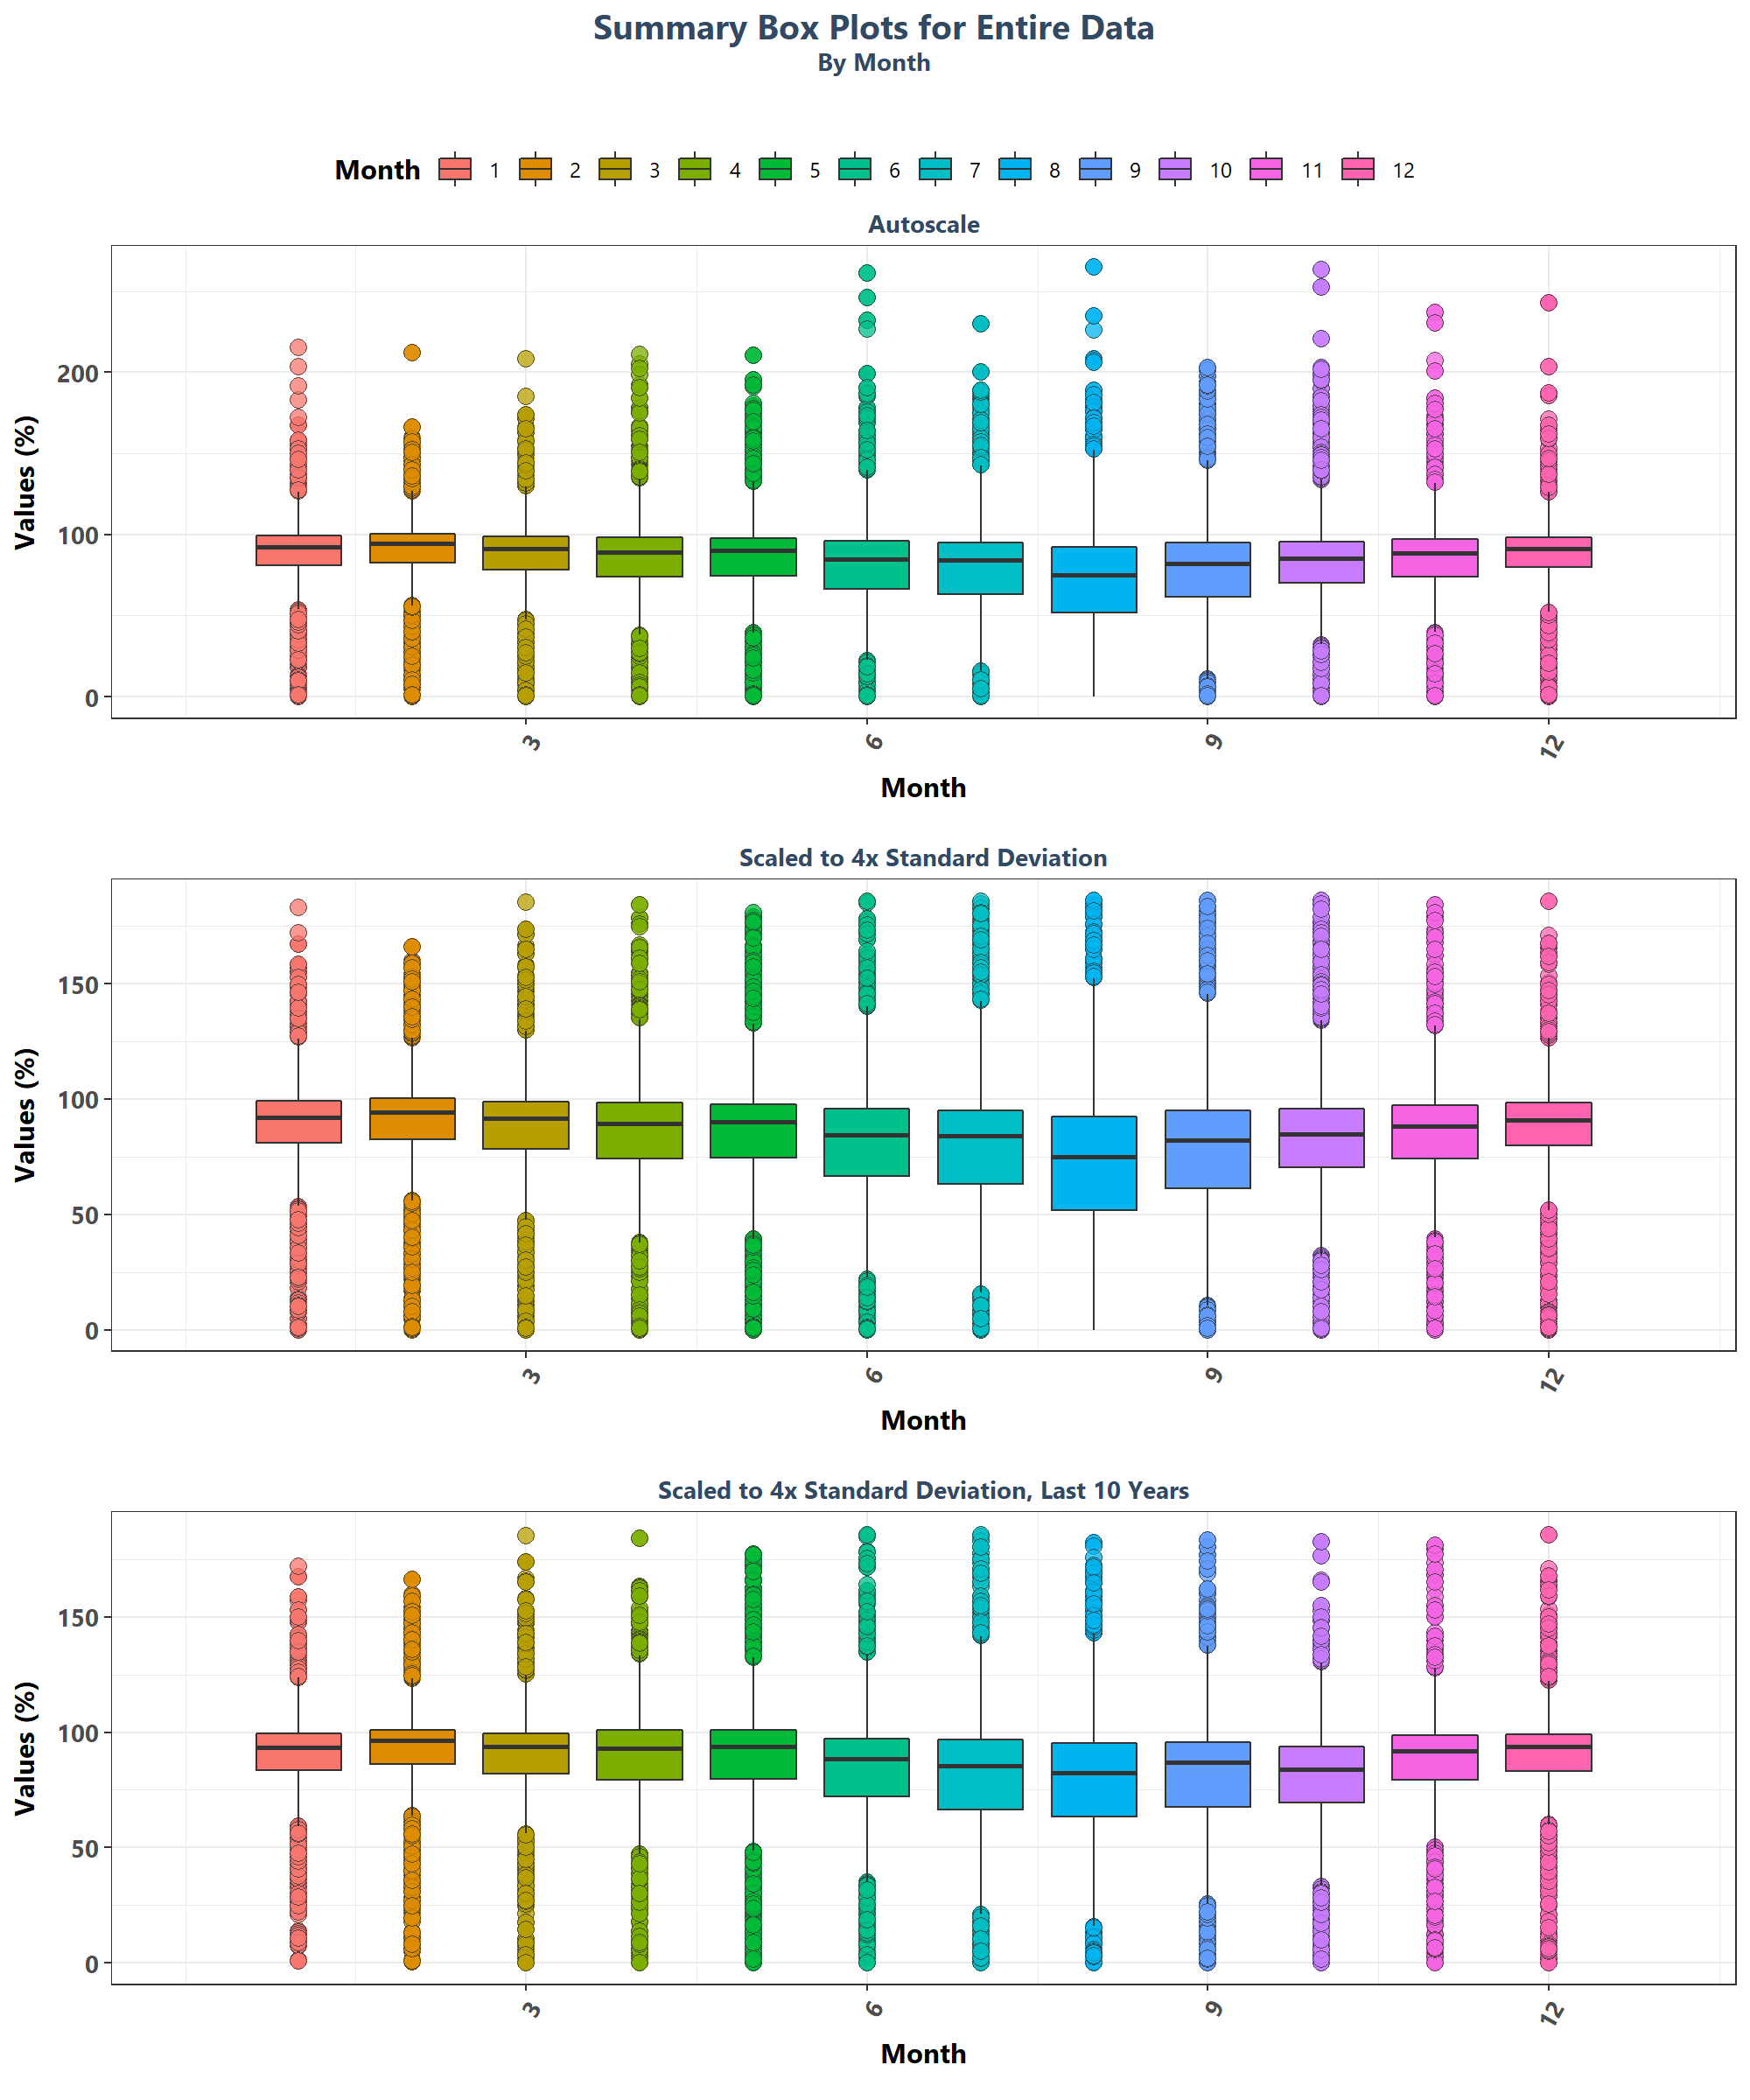 Summary Box Plots for Entire Data
By Month
Month 1 2 3 4 5 6 7 8 9 10 11 12
Autoscale
Values (%)
200
100
0
3 6 9 12
Month
Scaled to 4x Standard Deviation
Values (%)
150
100
50
0
3 6 9 12
Month
Scaled to 4x Standard Deviation, Last 10 Years
Values (%)
150
100
50
0
3 6 9 12
Month